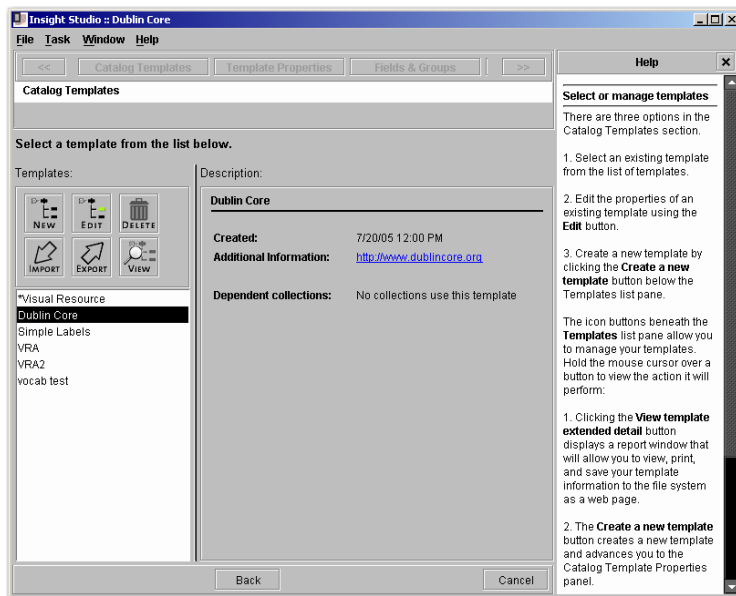 Insight Studio :: Dublin Core
File Task Window Help
<< Catalog Templates Template Properties Fields & Groups >>
Catalog Templates
Select a template from the list below.
Templates:
NEW EDIT DELETE
IMPORT EXPORT VIEW
*Visual Resource
Dublin Core
Simple Labels
VRA
VRA2
vocab test
Description:
Dublin Core
Created: 7/20/05 12:00 PM
Additional Information: http://www.dublincore.org
Dependent collections: No collections use this template
Back Cancel
Help
Select or manage templates
There are three options in the
Catalog Templates section.
1. Select an existing template
from the list of templates.
2. Edit the properties of an
existing template using the
Edit button.
3. Create a new template by
clicking the Create a new
template button below the
Templates list pane.
The icon buttons beneath the
Templates list pane allow you
to manage your templates.
Hold the mouse cursor over a
button to view the action it will
perform:
1. Clicking the View template
extended detail button
displays a report window that
will allow you to view, print,
and save your template
information to the file system
as a web page.
2. The Create a new template
button creates a new template
and advances you to the
Catalog Template Properties
panel.